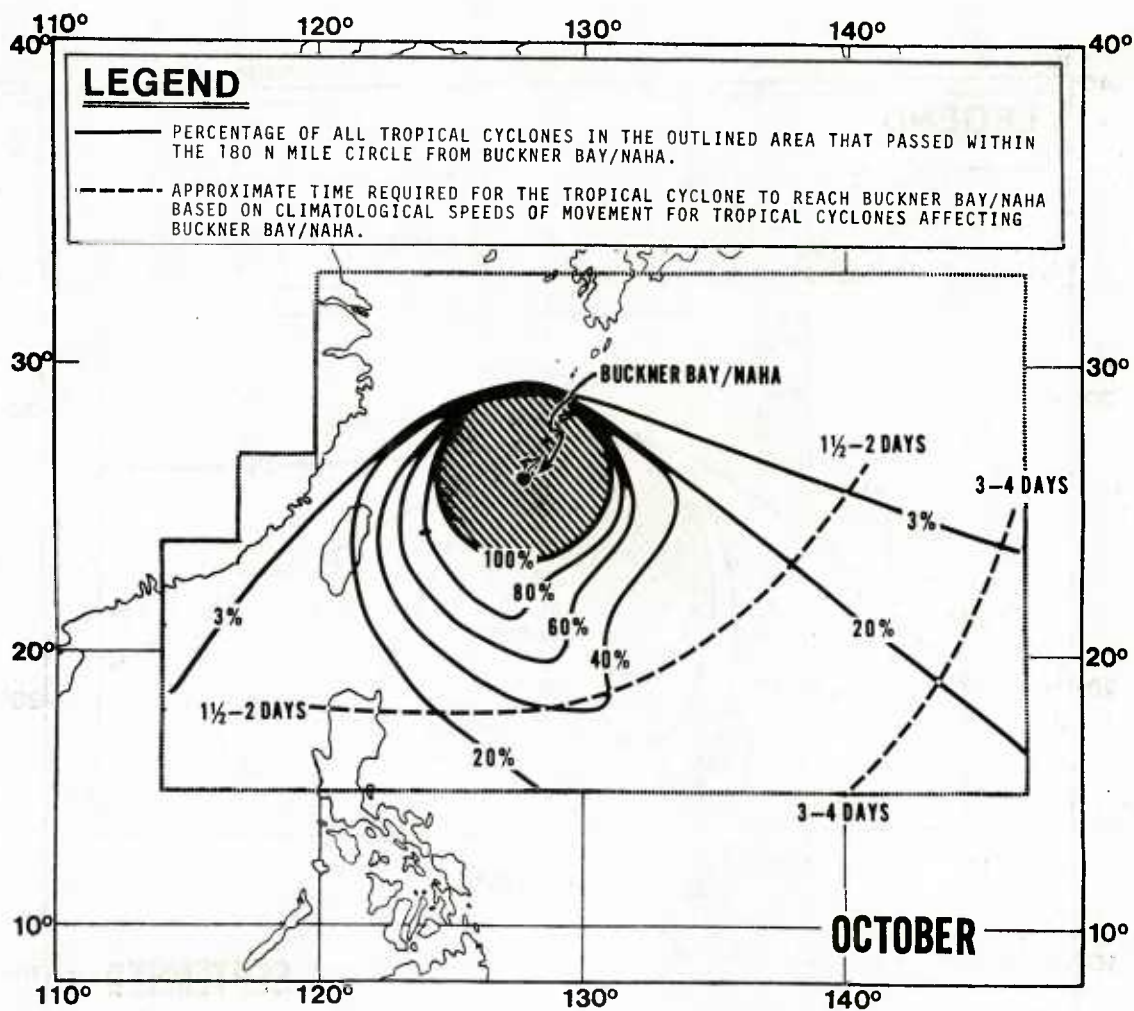 110° 120° 130° 140°
40° 40°
LEGEND
PERCENTAGE OF ALL TROPICAL CYCLONES IN THE OUTLINED AREA THAT PASSED WITHIN
THE 180 N MILE CIRCLE FROM BUCKNER BAY/NAHA.
APPROXIMATE TIME REQUIRED FOR THE TROPICAL CYCLONE TO REACH BUCKNER BAY/NAHA
BASED ON CLIMATOLOGICAL SPEEDS OF MOVEMENT FOR TROPICAL CYCLONES AFFECTING
BUCKNER BAY/NAHA.
30° 30°
BUCKNER BAY/NAHA
1½-2 DAYS
3-4 DAYS
3%
100%
80%
3%
60%
20%
40%
20° 20°
1½-2 DAYS
20%
3-4 DAYS
10° 10°
OCTOBER
110° 120° 130° 140°